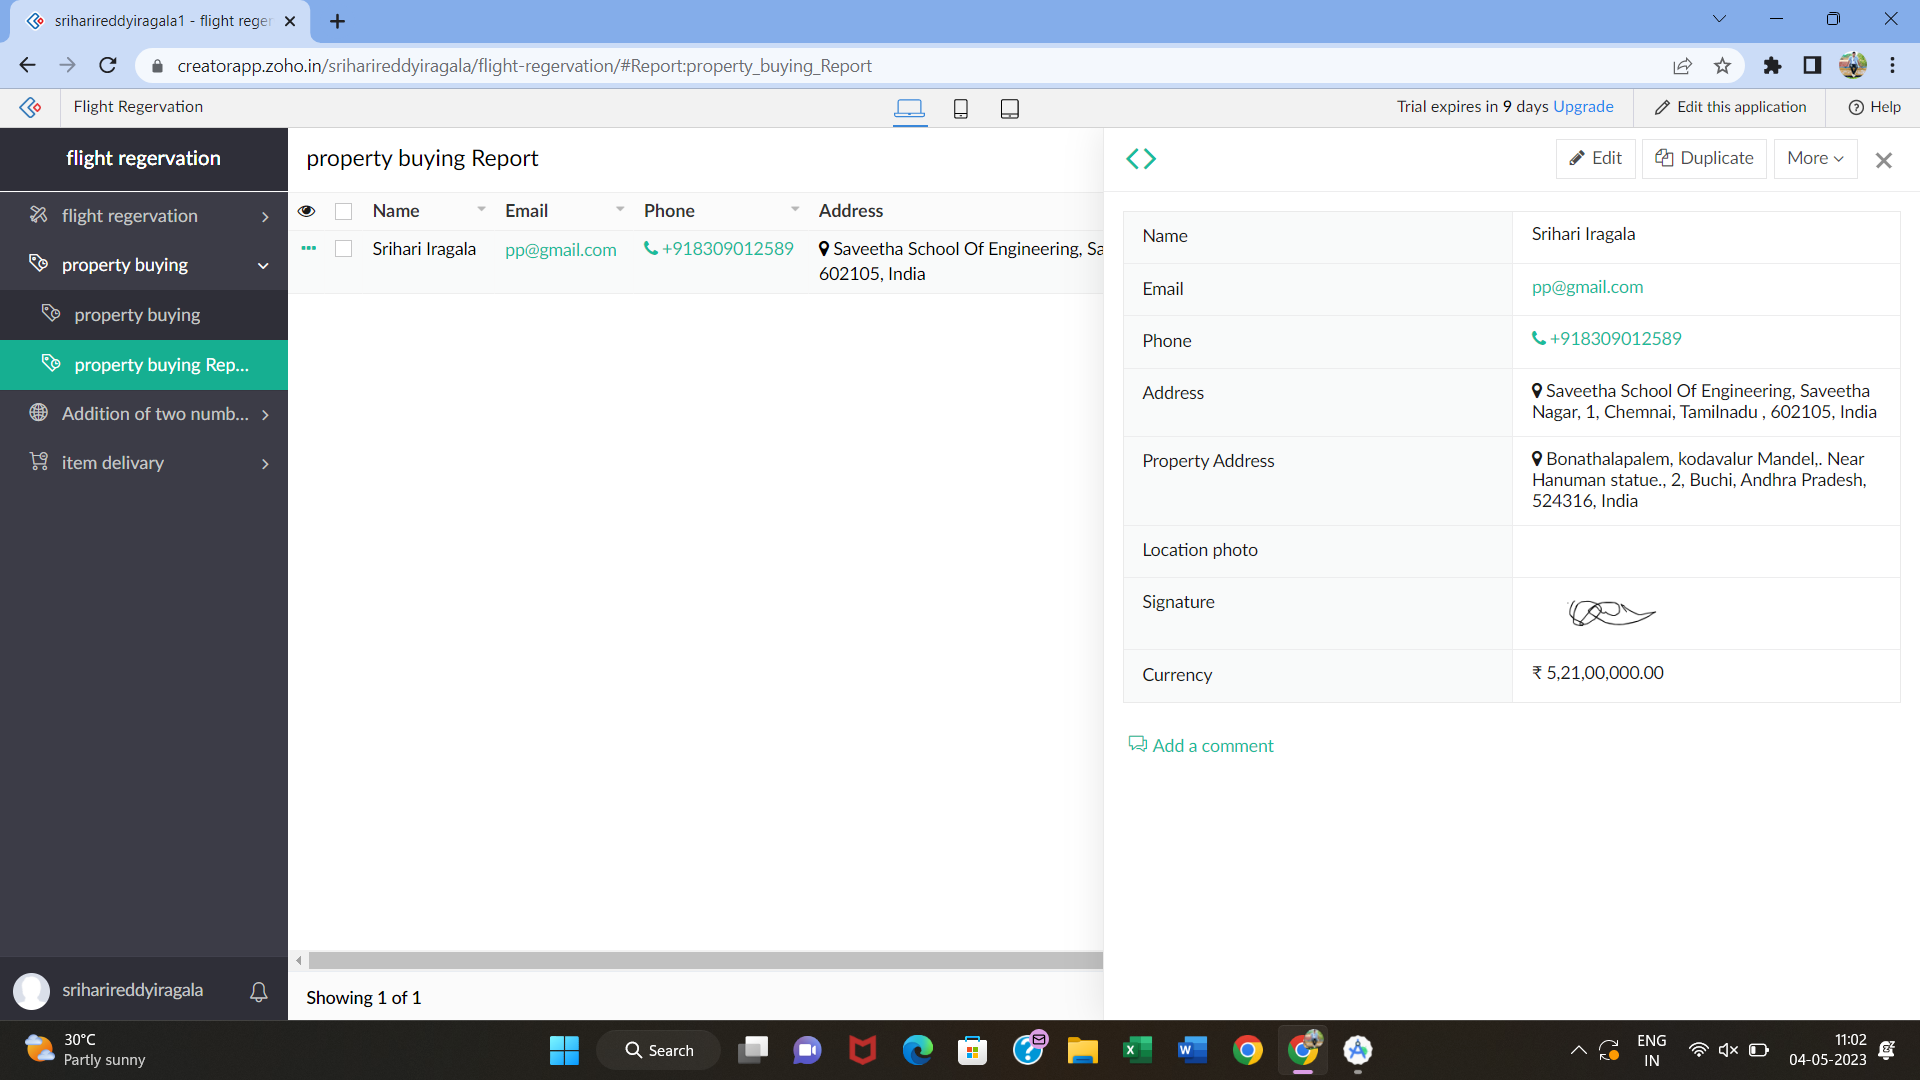 sriharireddyiragala1 - flight reger
creatorapp.zoho.in/sriharireddyiragala/flight-regervation/#Report:property_buying_Report
Flight Regervation
Trial expires in 9 days Upgrade
Edit this application
Help
flight regervation
flight regervation
property buying
property buying
property buying Rep...
Addition of two numb...
item delivary
sriharireddyiragala
property buying Report
Name Email Phone Address
Srihari Iragala pp@gmail.com +918309012589 Saveetha School Of Engineering, Sa
602105, India
Showing 1 of 1
Edit Duplicate More
Name Srihari Iragala
Email pp@gmail.com
Phone +918309012589
Address Saveetha School Of Engineering, Saveetha
Nagar, 1, Chemnai, Tamilnadu , 602105, India
Property Address Bonathalapalem, kodavalur Mandel,. Near
Hanuman statue., 2, Buchi, Andhra Pradesh,
524316, India
Location photo
Signature
Currency ₹ 5,21,00,000.00
Add a comment
30°C
Partly sunny
Search
ENG
IN
11:02
04-05-2023